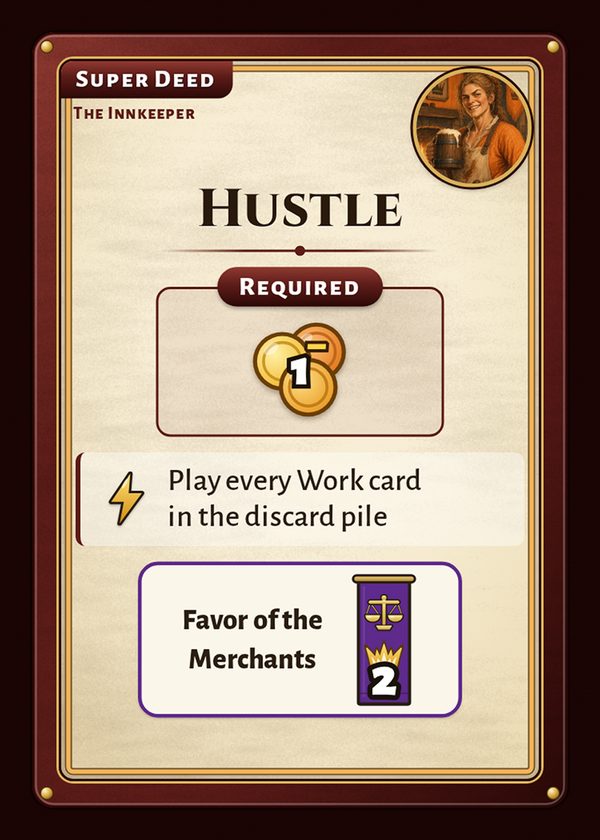 Super Deed
The Innkeeper
Hustle
Required
-1
Play every Work card
in the discard pile
Favor of the
Merchants
2